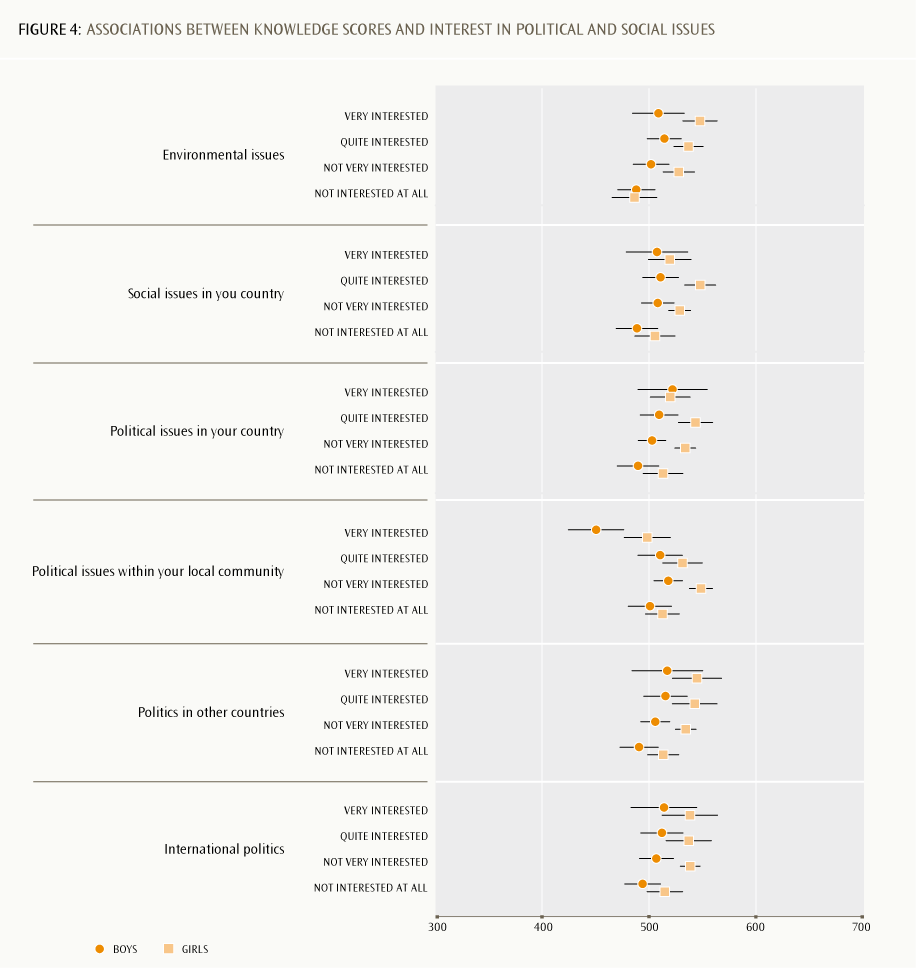 FIGURE 4: ASSOCIATIONS BETWEEN KNOWLEDGE SCORES AND INTEREST IN POLITICAL AND SOCIAL ISSUES
Environmental issues
VERY INTERESTED
QUITE INTERESTED
NOT VERY INTERESTED
NOT INTERESTED AT ALL
Social issues in you country
VERY INTERESTED
QUITE INTERESTED
NOT VERY INTERESTED
NOT INTERESTED AT ALL
Political issues in your country
VERY INTERESTED
QUITE INTERESTED
NOT VERY INTERESTED
NOT INTERESTED AT ALL
Political issues within your local community
VERY INTERESTED
QUITE INTERESTED
NOT VERY INTERESTED
NOT INTERESTED AT ALL
Politics in other countries
VERY INTERESTED
QUITE INTERESTED
NOT VERY INTERESTED
NOT INTERESTED AT ALL
International politics
VERY INTERESTED
QUITE INTERESTED
NOT VERY INTERESTED
NOT INTERESTED AT ALL
300 400 500 600 700
BOYS GIRLS